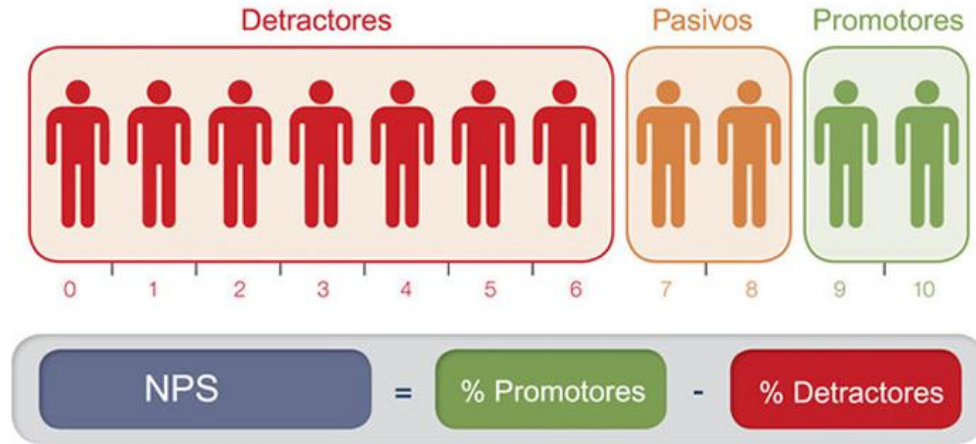 Detractores Pasivos Promotores
0 1 2 3 4 5 6 7 8 9 10
NPS = % Promotores - % Detractores